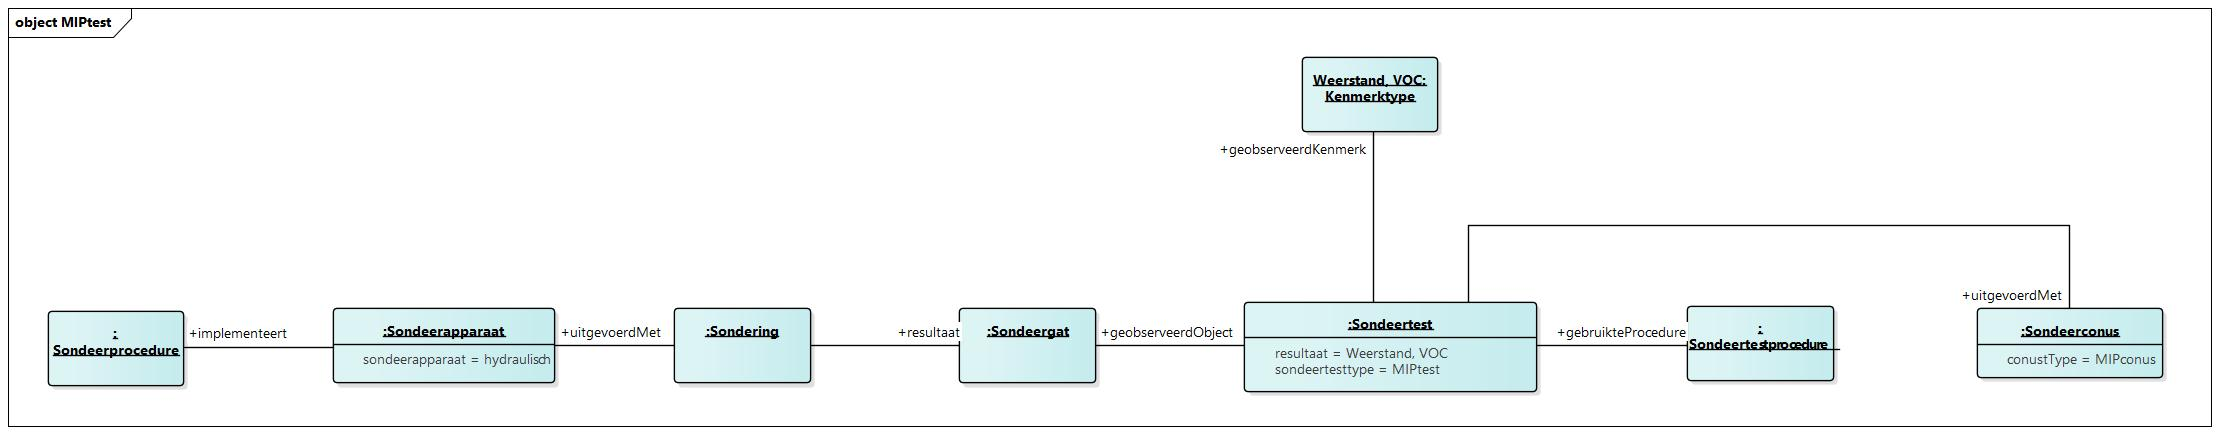 object MIPtest
Weerstand, VOC:
Kenmerktype
+geobserveerdKenmerk
:
Sondeerprocedure
+implementeert
:Sondeerapparaat
sondeerapparaat = hydraulisch
+uitgevoerdMet
:Sondering
+resultaat
:Sondeergat
+geobserveerdObject
:Sondeertest
resultaat = Weerstand, VOC
sondeertesttype = MIPtest
+gebruikteProcedure
:
Sondeertestprocedure
+uitgevoerdMet
:Sondeerconus
conustType = MIPconus